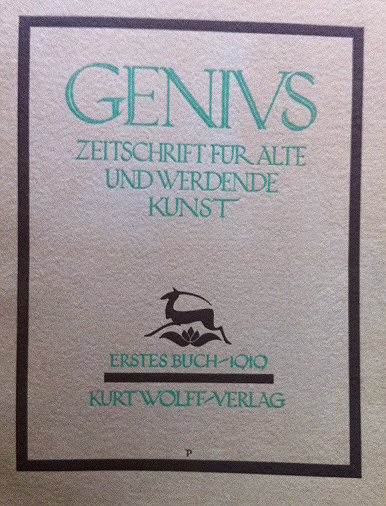 GENIVS
ZEITSCHRIFT FÜR ALTE
UND WERDENDE
KUNST
ERSTES BUCH–1919
KURT WOLFF–VERLAG
P